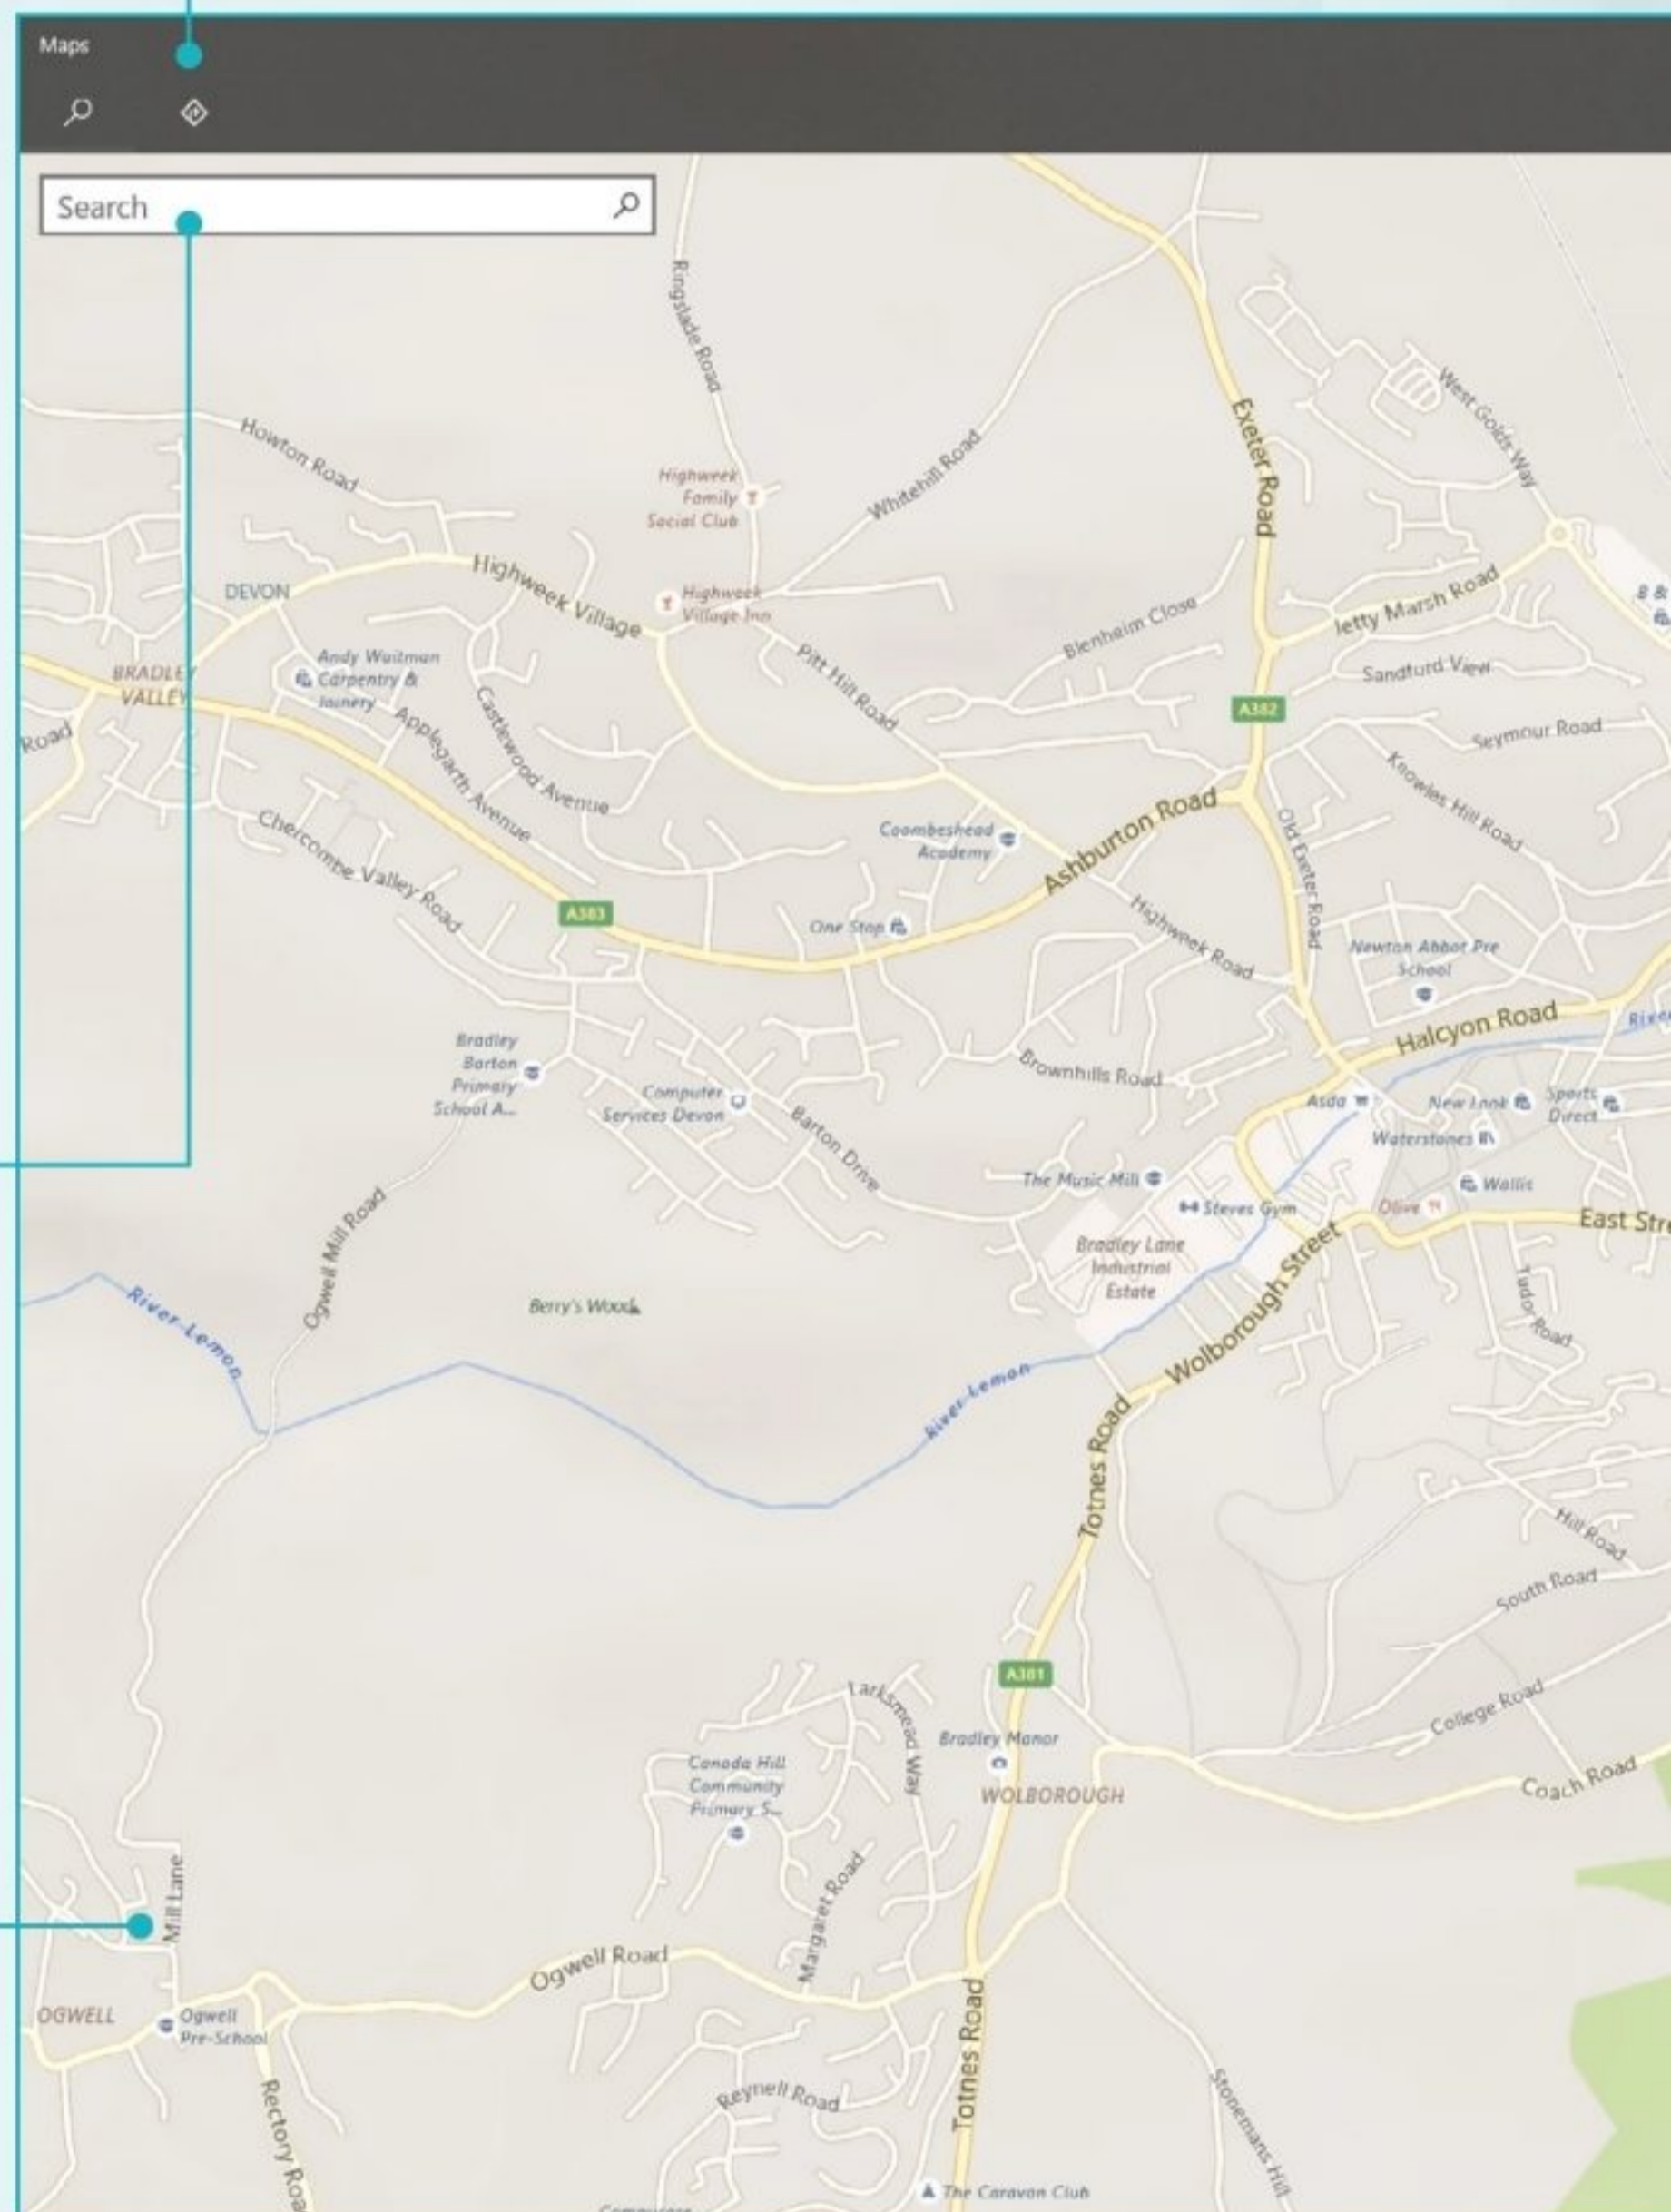 Maps
Search
Ringslade Road
West Golds Way
Exeter Road
Howton Road
Whitehill Road
Highweek
Family
Social Club
Highweek Village
DEVON
Highweek
Village Inn
Jetty Marsh Road
Blenheim Close
BRADLEY
VALLEY
Andy Waitman
Carpentry &
Joinery
Pitt Hill Road
Sandford View
A382
Road
Applegarth Avenue
Castlewood Avenue
Seymour Road
Knowles Hill Road
Chercombe Valley Road
Coombeshead
Academy
Ashburton Road
Old Exeter Road
A383
One Stop
Highweek Road
Newton Abbot Pre
School
Halcyon Road
River
Bradley
Barton
Primary
School A...
Computer
Services Devon
Brownhills Road
Asda
New Look
Sports
Direct
Barton Drive
Waterstones
The Music Mill
Wallis
Steves Gym
Olive
East Stre
Ogwell Mill Road
Bradley Lane
Industrial
Estate
Wolborough Street
Tudor Road
River Lemon
Berry's Wood
River Lemon
Totnes Road
Hill Road
South Road
A381
Larksmead Way
College Road
Bradley Manor
Canada Hill
Community
Primary S...
WOLBOROUGH
Coach Road
Mill Lane
Margaret Road
Ogwell Road
OGWELL
Ogwell
Pre-School
Totnes Road
Reynell Road
Rectory Roa
Stonemans Hill
The Caravan Club